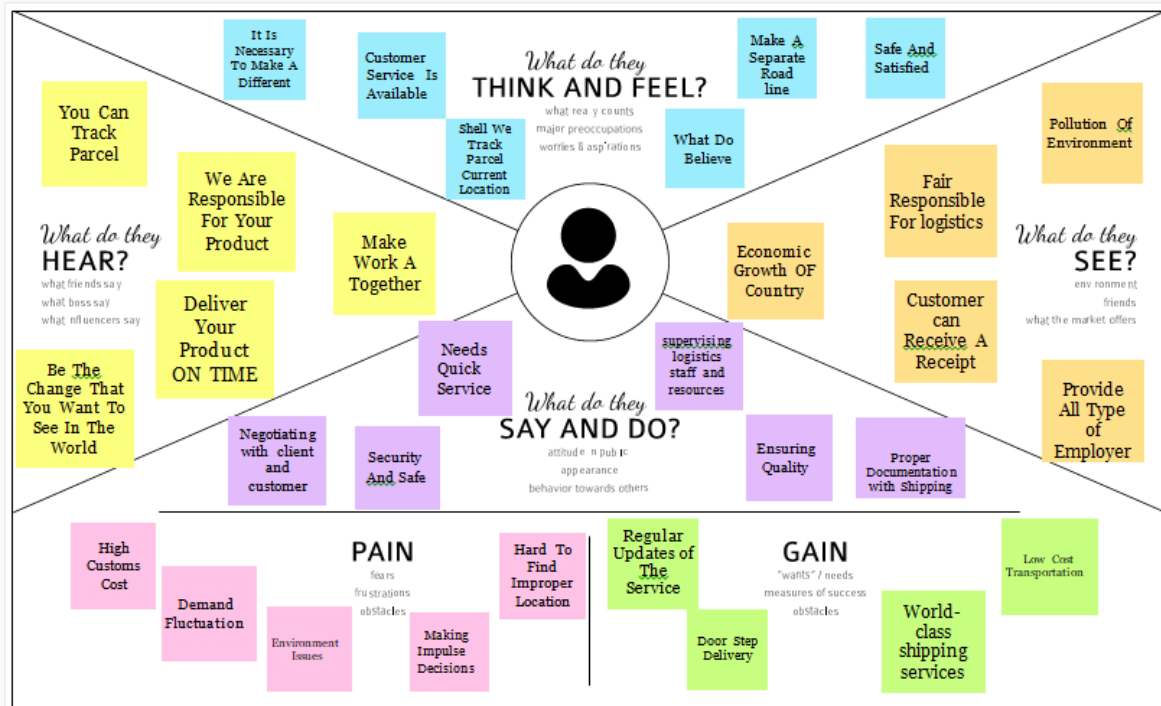 It Is
Necessary
To Make A
Different
Customer
Service Is
Available
What do they
THINK AND FEEL?
what really counts
major preoccupations
worries & aspirations
Shell We
Track
Parcel
Current
Location
Make A
Separate
Road
line
Safe And
Satisfied
What Do
Believe
You Can
Track
Parcel
We Are
Responsible
For Your
Product
Make
Work A
Together
What do they
HEAR?
what friends say
what boss say
what influencers say
Deliver
Your
Product
ON TIME
Be The
Change That
You Want To
See In The
World
Pollution Of
Environment
Fair
Responsible
For logistics
Economic
Growth OF
Country
What do they
SEE?
environment
friends
what the market offers
Customer
can
Receive A
Receipt
Provide
All Type
of
Employer
Needs
Quick
Service
supervising
logistics
staff and
resources
What do they
SAY AND DO?
attitude in public
appearance
behavior towards others
Negotiating
with client
and
customer
Security
And Safe
Ensuring
Quality
Proper
Documentation
with Shipping
High
Customs
Cost
Demand
Fluctuation
Environment
Issues
PAIN
fears
frustrations
obstacles
Making
Impulse
Decisions
Hard To
Find
Improper
Location
Regular
Updates of
The
Service
Door Step
Delivery
GAIN
"wants" / needs
measures of success
obstacles
World-
class
shipping
services
Low Cost
Transportation